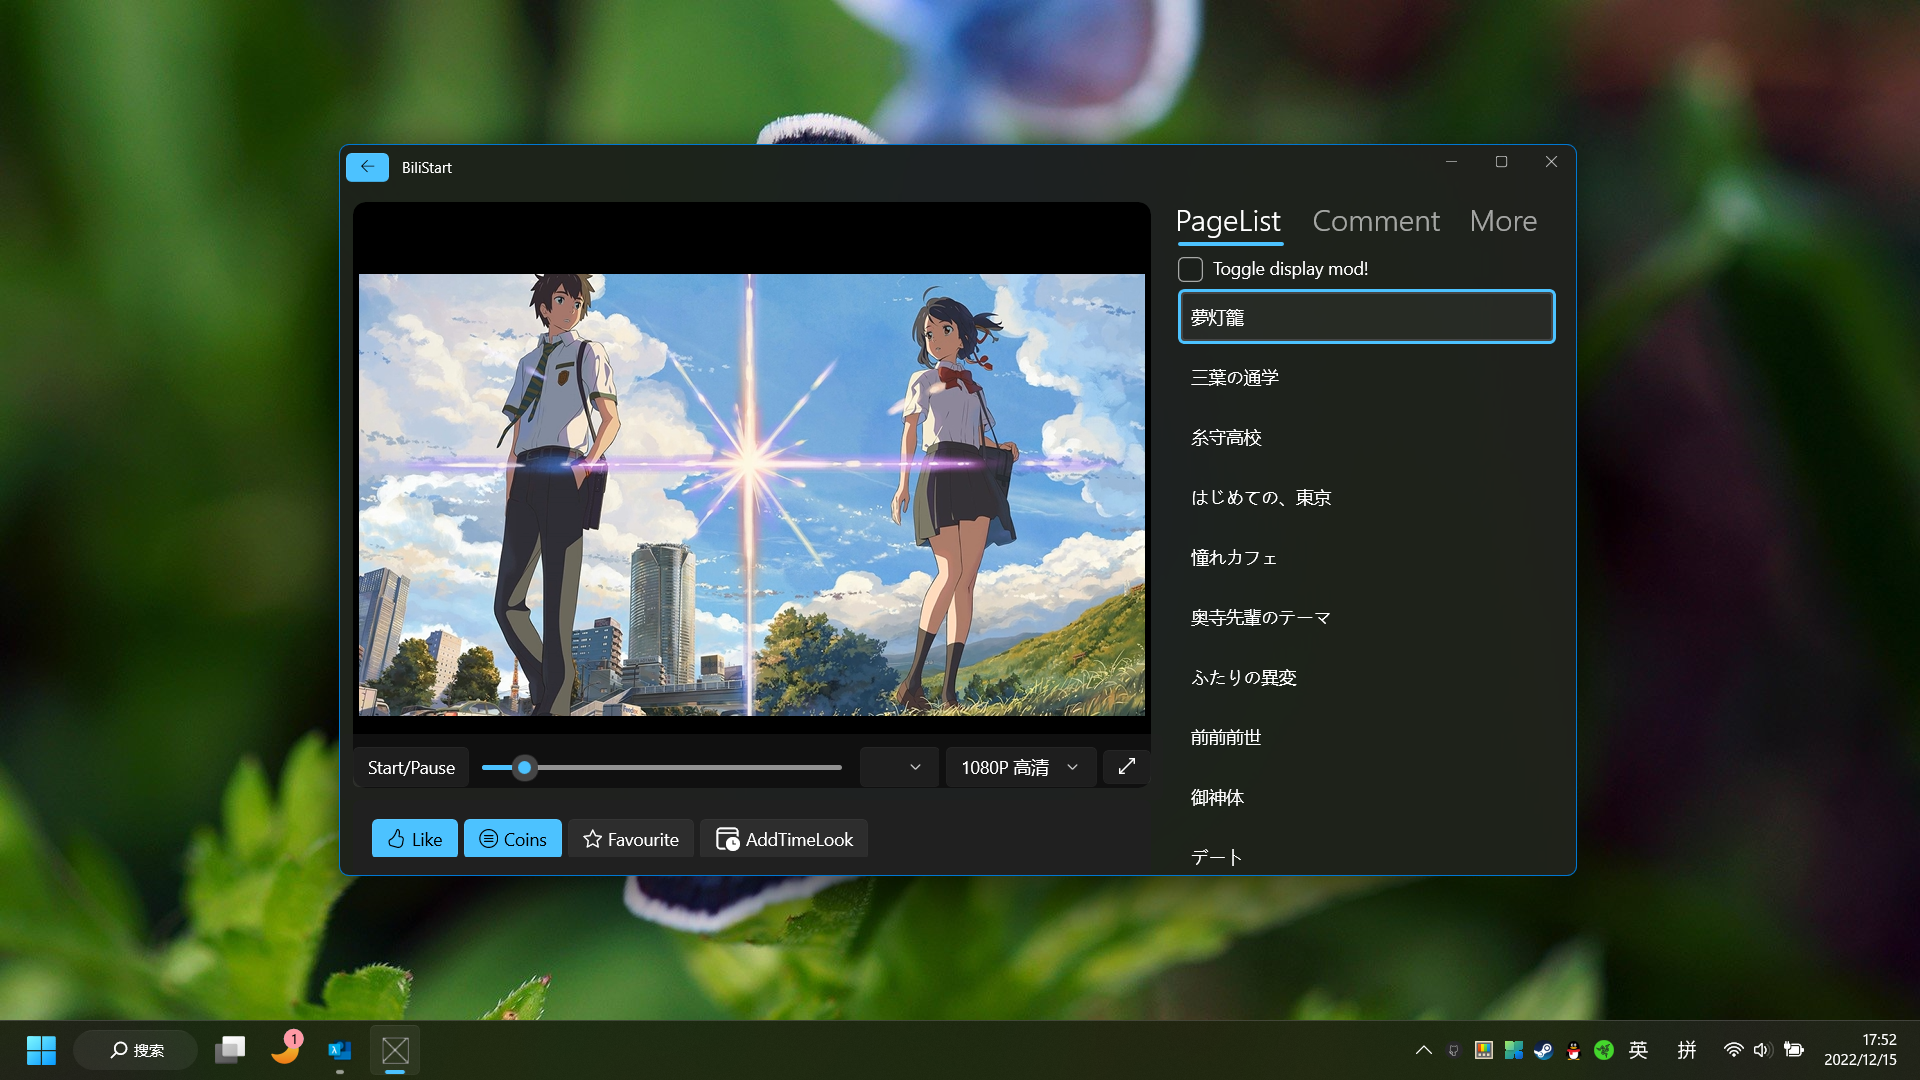 BiliStart
PageList Comment More
Toggle display mod!
夢灯籠
三葉の通学
糸守高校
はじめての、東京
憧れカフェ
奥寺先輩のテーマ
ふたりの異変
前前前世
御神体
デート
Start/Pause
1080P 高清
Like
Coins
Favourite
AddTimeLook
搜索
1
英
拼
17:52
2022/12/15